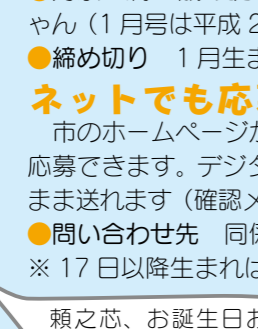 ゃん（1月号は平成2
●締め切り　1月生ま
ネットでも応
市のホームページか
応募できます。デジタ
まま送れます（確認メ
●問い合わせ先　同
※ 17日以降生まれは
頼之芯、お誕生日お